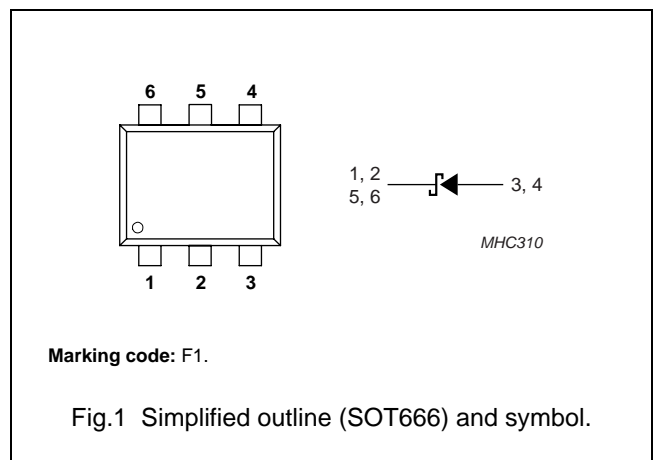 6 5 4
1, 2
5, 6
3, 4
MHC310
1 2 3
Marking code: F1.
Fig.1 Simplified outline (SOT666) and symbol.